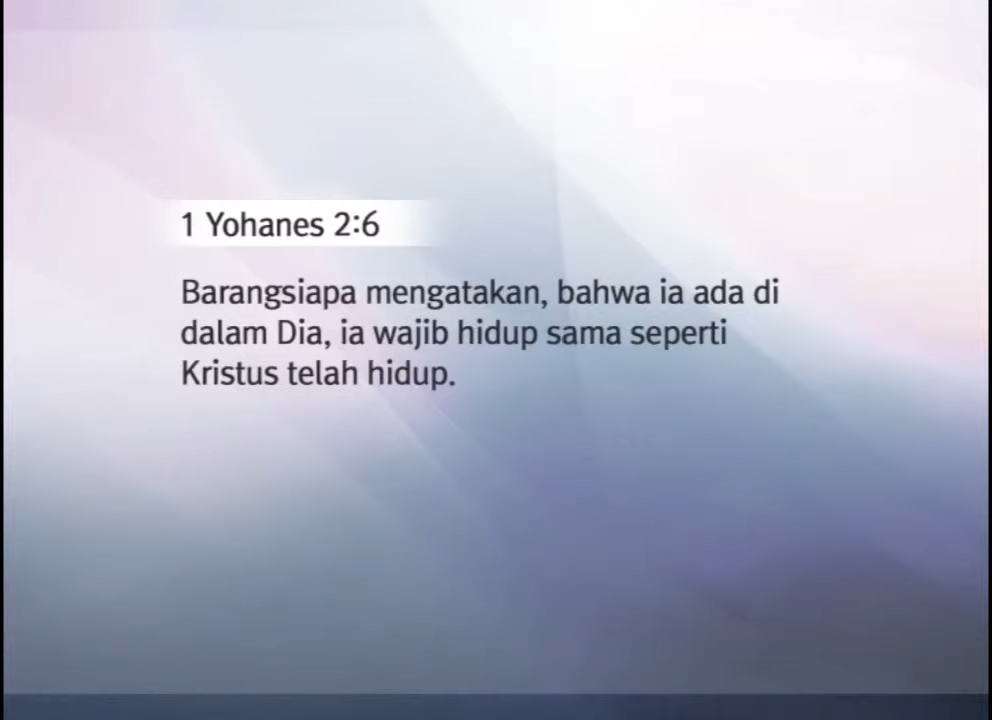 1 Yohanes 2:6
Barangsiapa mengatakan, bahwa ia ada di
dalam Dia, ia wajib hidup sama seperti
Kristus telah hidup.